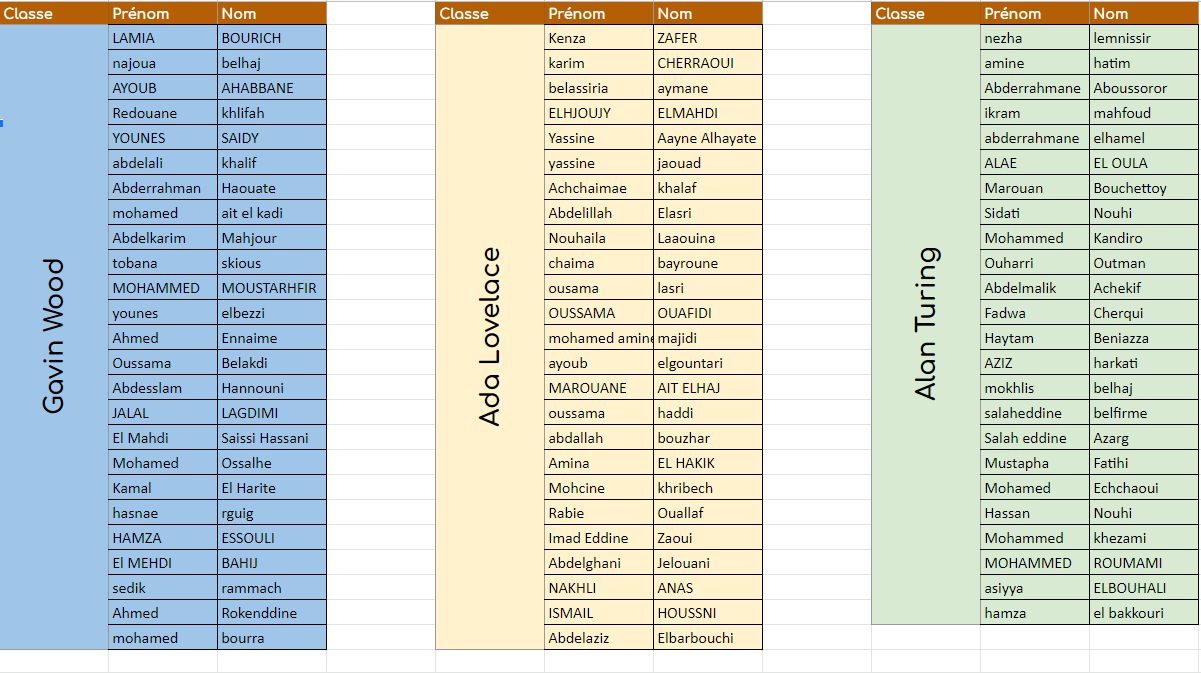 Classe Prénom Nom
Gavin Wood
LAMIA BOURICH
najoua belhaj
AYOUB AHABBANE
Redouane khlifah
YOUNES SAIDY
abdelali khalif
Abderrahman Haouate
mohamed ait el kadi
Abdelkarim Mahjour
tobana skious
MOHAMMED MOUSTARHFIR
younes elbezzi
Ahmed Ennaime
Oussama Belakdi
Abdesslam Hannouni
JALAL LAGDIMI
El Mahdi Saissi Hassani
Mohamed Ossalhe
Kamal El Harite
hasnae rguig
HAMZA ESSOULI
El MEHDI BAHIJ
sedik rammach
Ahmed Rokenddine
mohamed bourra
Classe Prénom Nom
Ada Lovelace
Kenza ZAFER
karim CHERRAOUI
belassiria aymane
ELHJOUJY ELMAHDI
Yassine Aayne Alhayate
yassine jaouad
Achchaimae khalaf
Abdelillah Elasri
Nouhaila Laaouina
chaima bayroune
ousama lasri
OUSSAMA OUAFIDI
mohamed amine majidi
ayoub elgountari
MAROUANE AIT ELHAJ
oussama haddi
abdallah bouzhar
Amina EL HAKIK
Mohcine khribech
Rabie Ouallaf
Imad Eddine Zaoui
Abdelghani Jelouani
NAKHLI ANAS
ISMAIL HOUSSNI
Abdelaziz Elbarbouchi
Classe Prénom Nom
Alan Turing
nezha lemnissir
amine hatim
Abderrahmane Aboussoror
ikram mahfoud
abderrahmane elhamel
ALAE EL OULA
Marouan Bouchettoy
Sidati Nouhi
Mohammed Kandiro
Ouharri Outman
Abdelmalik Achekif
Fadwa Cherqui
Haytam Beniazza
AZIZ harkati
mokhlis belhaj
salaheddine belfirme
Salah eddine Azarg
Mustapha Fatihi
Mohamed Echchaoui
Hassan Nouhi
Mohammed khezami
MOHAMMED ROUMAMI
asiyya ELBOUHALI
hamza el bakkouri